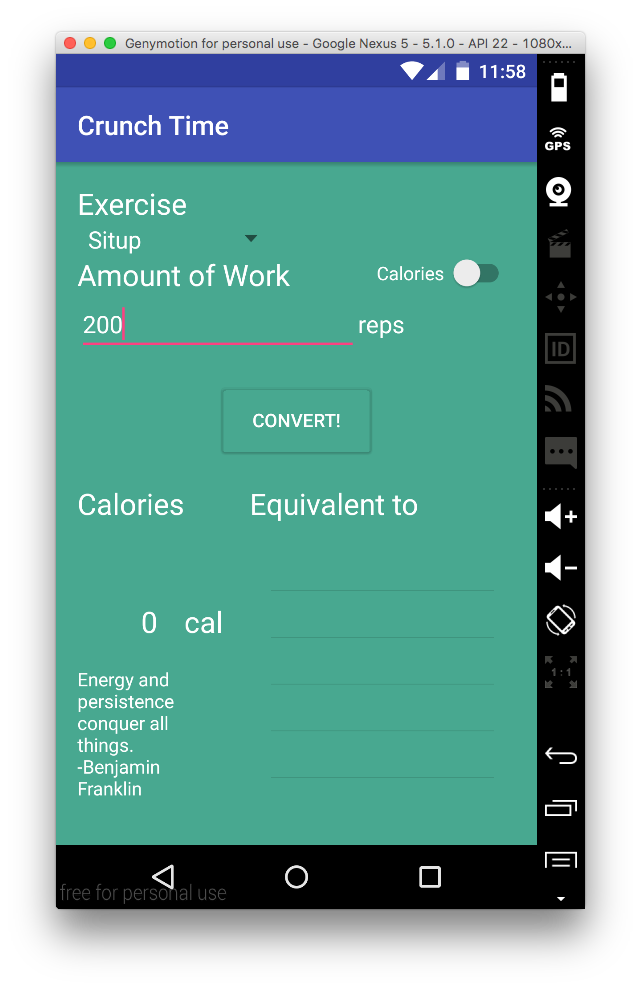 Genymotion for personal use - Google Nexus 5 - 5.1.0 - API 22 - 1080x...
11:58
Crunch Time
GPS
Exercise
Situp
Amount of Work
Calories
200 reps
ID
CONVERT!
Calories
Equivalent to
0 cal
1:1
Energy and
persistence
conquer all
things.
-Benjamin
Franklin
free for personal use